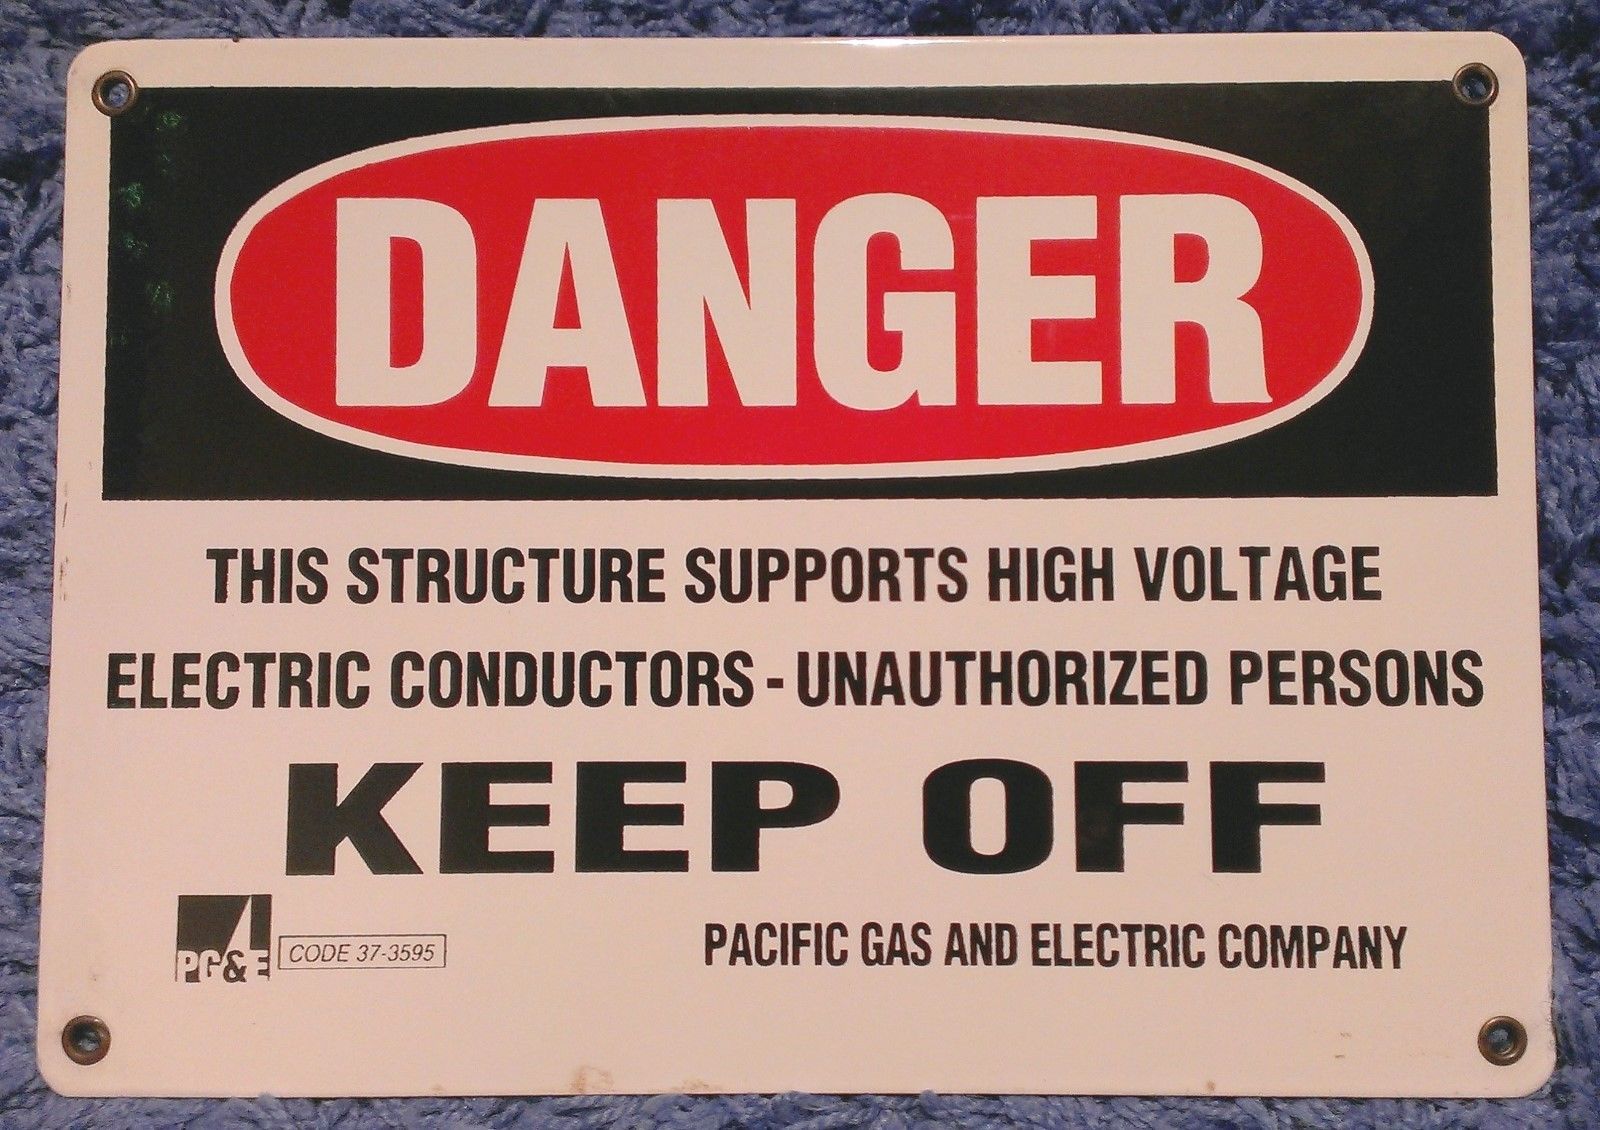 DANGER
THIS STRUCTURE SUPPORTS HIGH VOLTAGE
ELECTRIC CONDUCTORS - UNAUTHORIZED PERSONS
KEEP OFF
PG&E CODE 37-3595
PACIFIC GAS AND ELECTRIC COMPANY